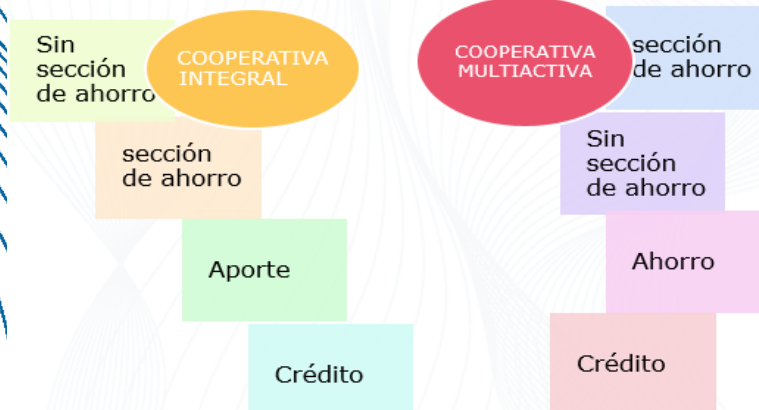 Sin
sección
de ahorro
COOPERATIVA
INTEGRAL
sección
de ahorro
Aporte
Crédito
COOPERATIVA
MULTIACTIVA
sección
de ahorro
Sin
sección
de ahorro
Ahorro
Crédito